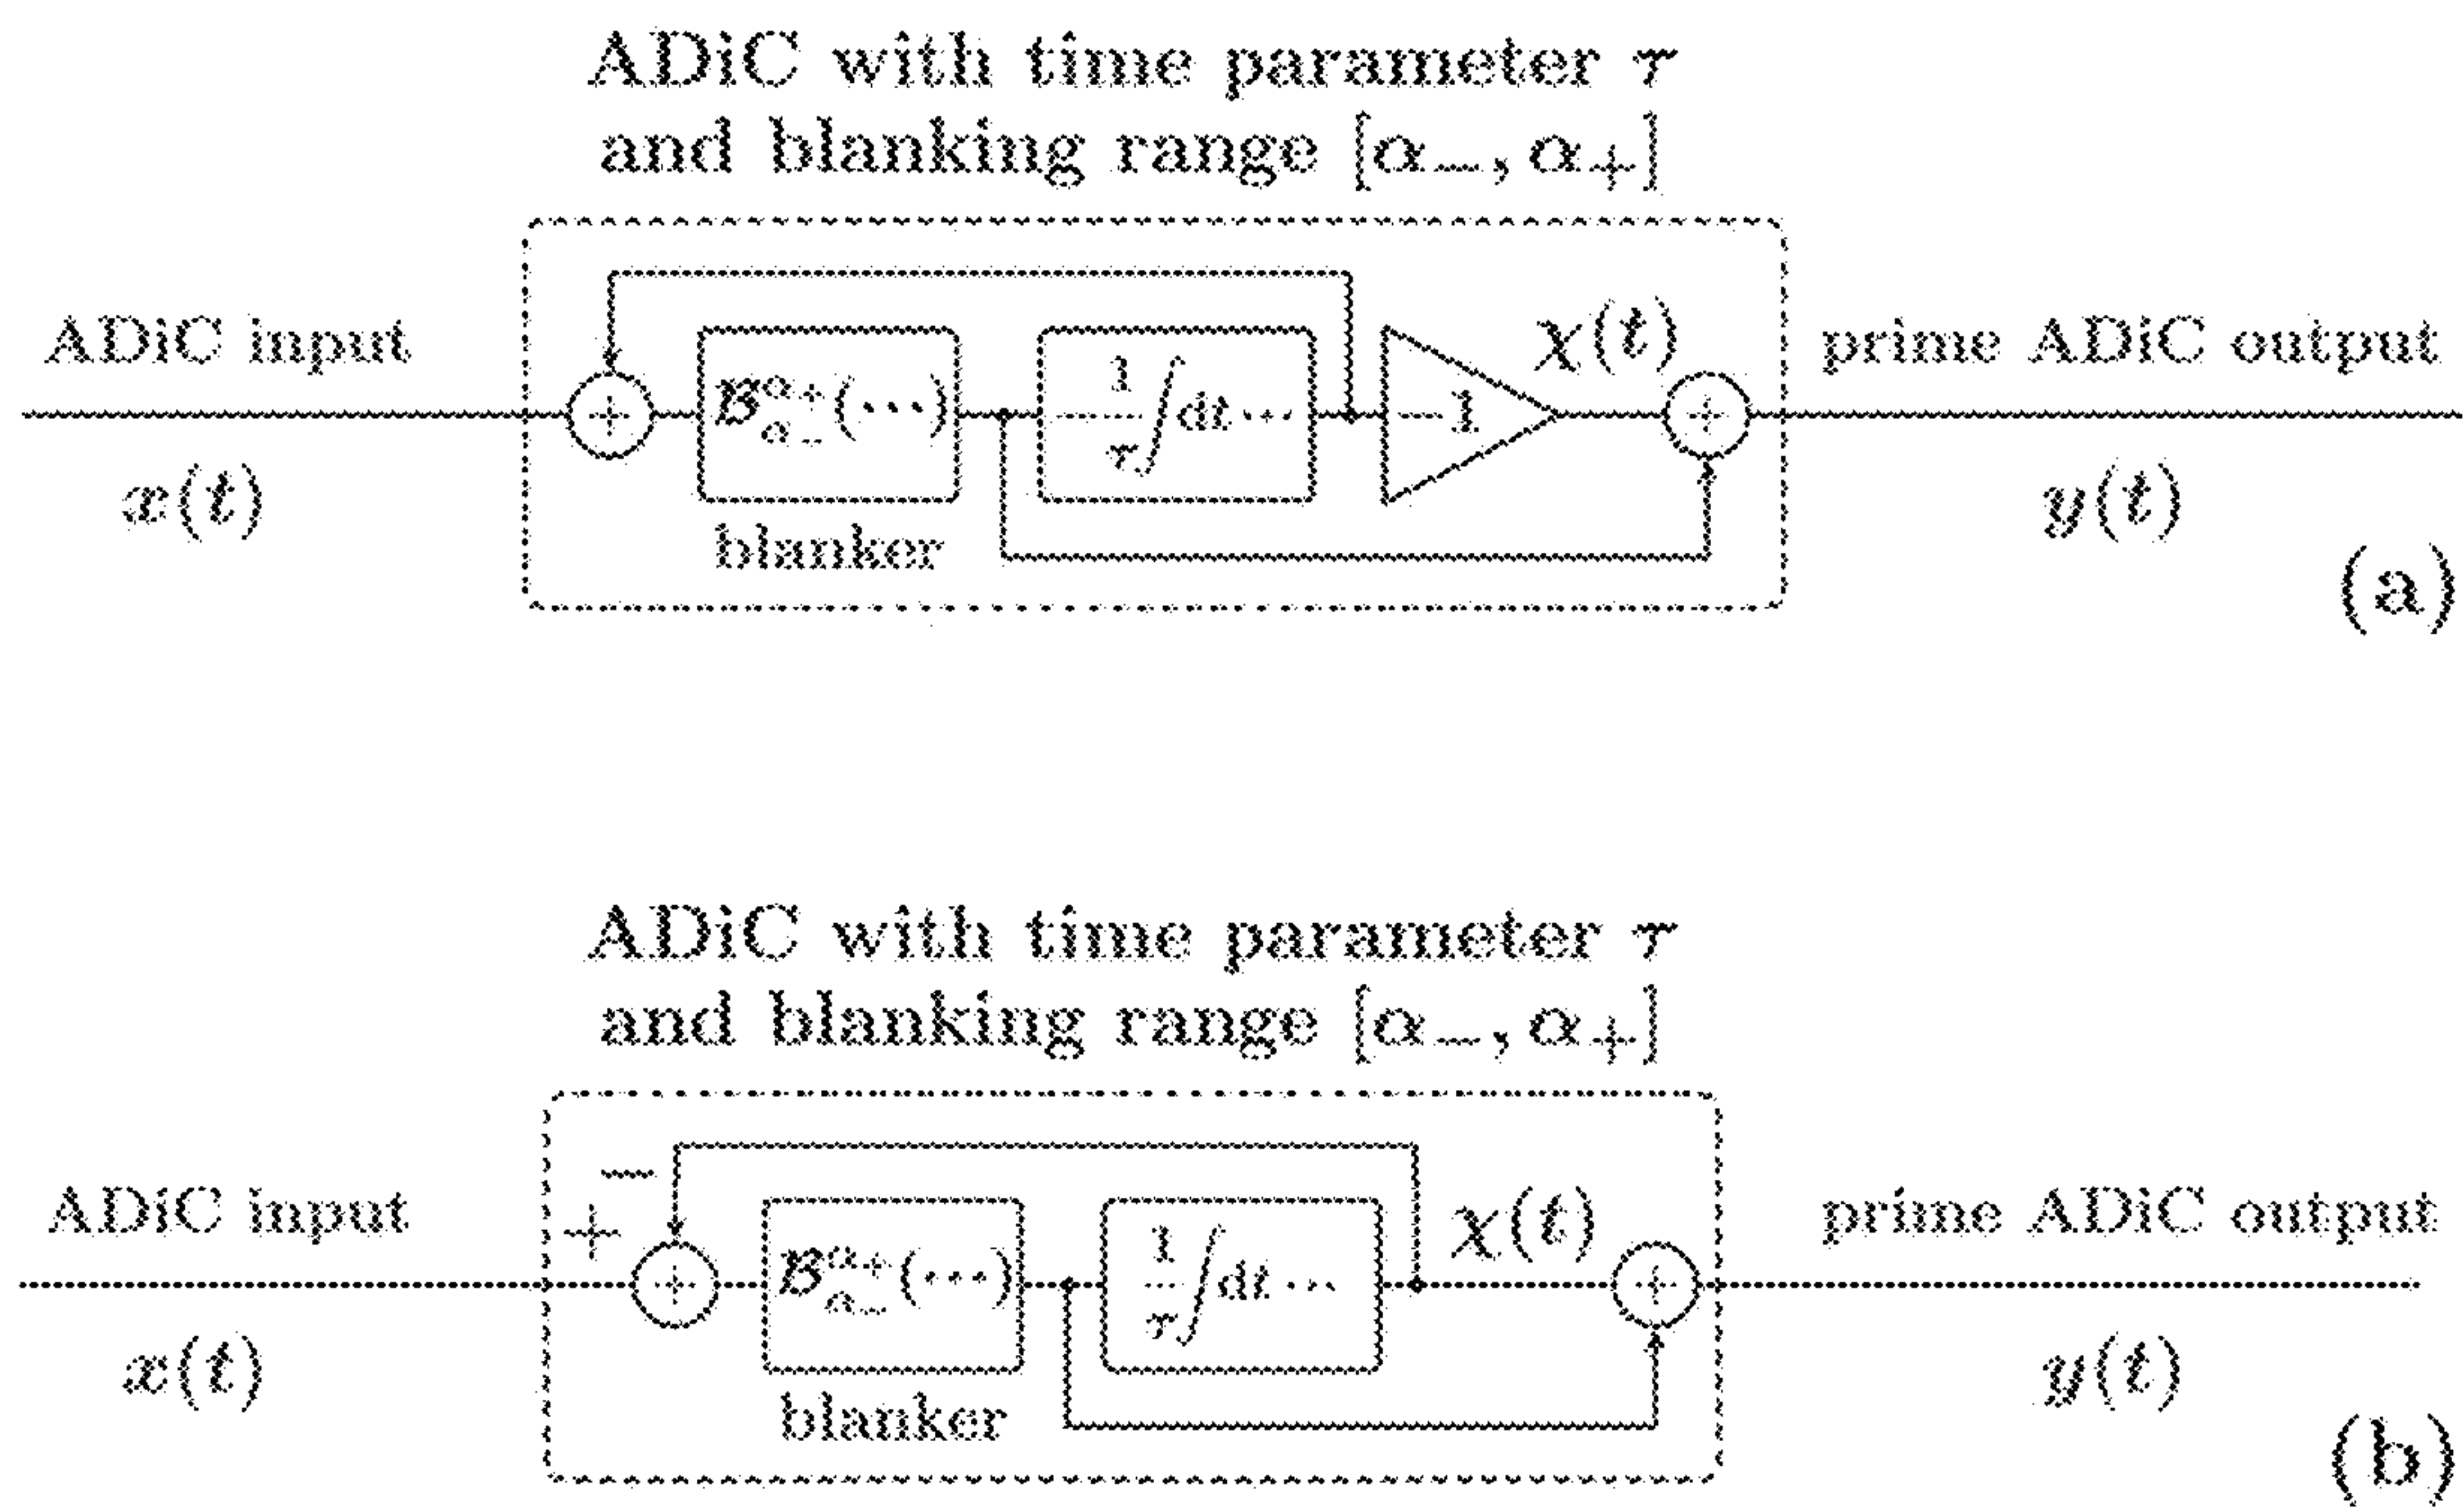 ADiC with time parameter τ
and blanking range [α₋, α₊]
ADiC input
x(t)
+
𝓑^{α₊}_{α₋}(···)
blanker
-1/τ ∫dt ···
-1
χ(t)
+
prime ADiC output
y(t)
(a)
ADiC with time parameter τ
and blanking range [α₋, α₊]
ADiC input
x(t)
−
+
+
𝓑^{α₊}_{α₋}(···)
blanker
1/τ ∫dt ···
χ(t)
+
prime ADiC output
y(t)
(b)